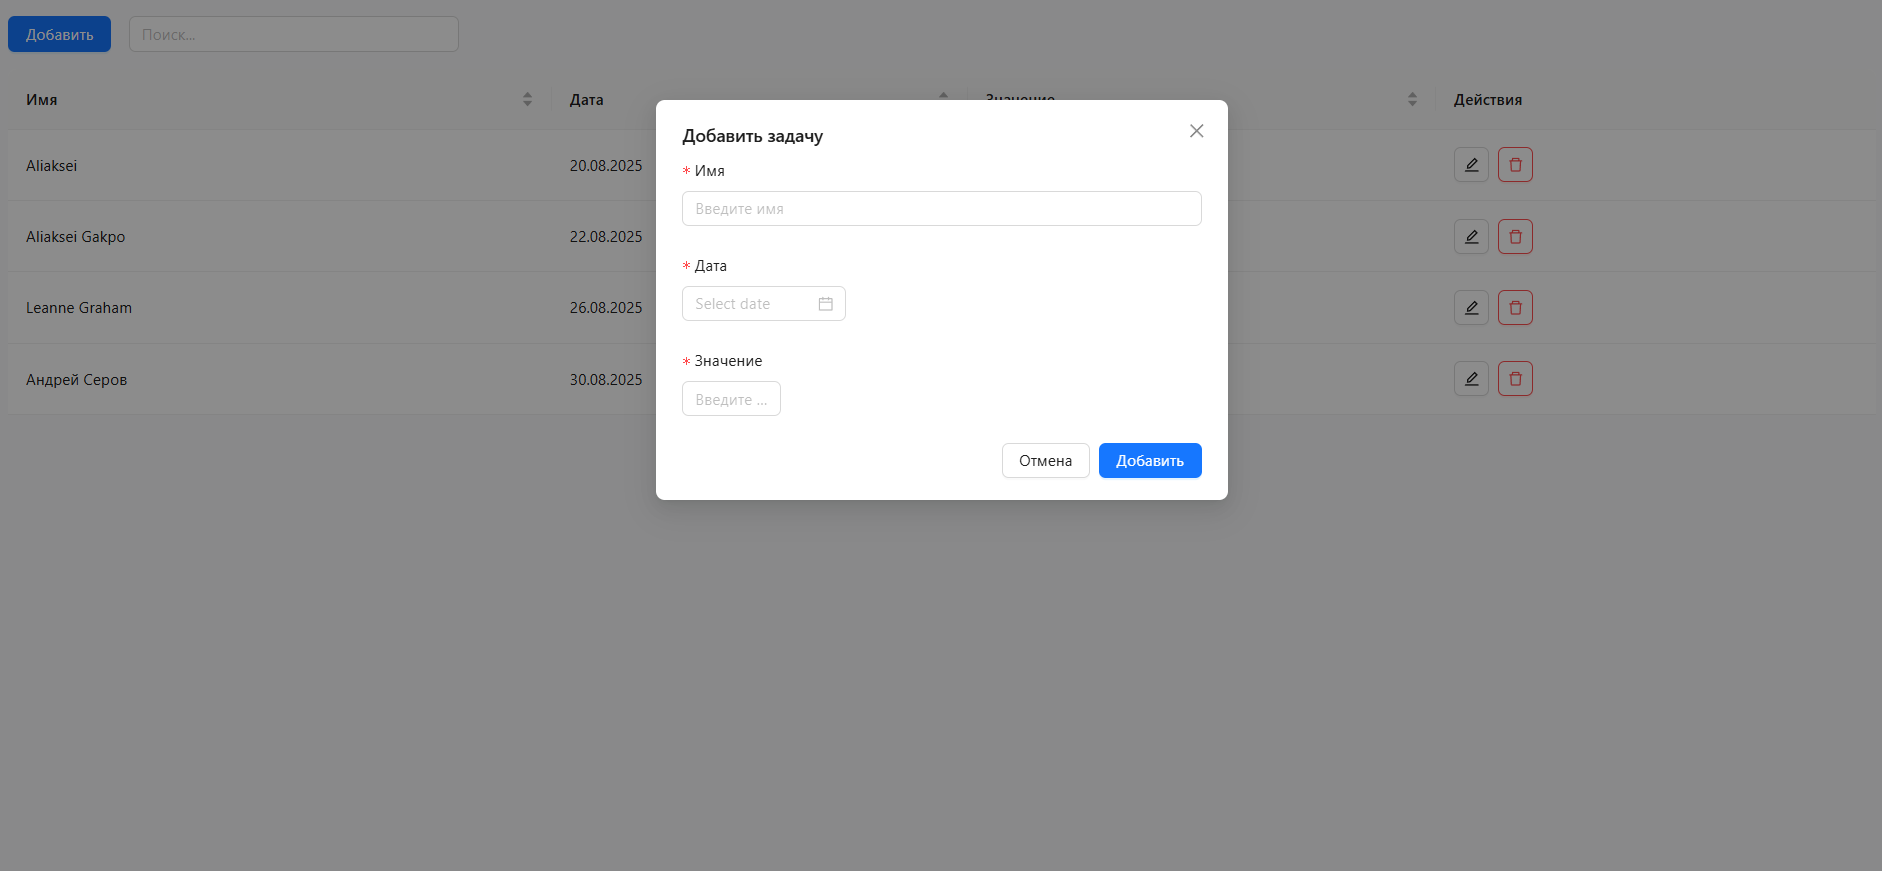 Добавить Поиск...
Имя Дата Значение Действия
Добавить задачу
* Имя
Введите имя
* Дата
Select date
* Значение
Введите ...
Отмена Добавить
Aliaksei 20.08.2025
Aliaksei Gakpo 22.08.2025
Leanne Graham 26.08.2025
Андрей Серов 30.08.2025